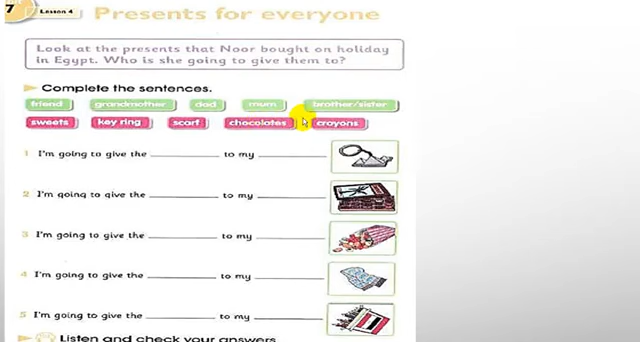 7 Lesson 4 Presents for everyone
Look at the presents that Noor bought on holiday
in Egypt. Who is she going to give them to?
Complete the sentences.
friend grandmother dad mum brother/sister
sweets key ring scarf chocolates crayons
1 I'm going to give the ________ to my ________
2 I'm going to give the ________ to my ________
3 I'm going to give the ________ to my ________
4 I'm going to give the ________ to my ________
5 I'm going to give the ________ to my ________
Listen and check your answers